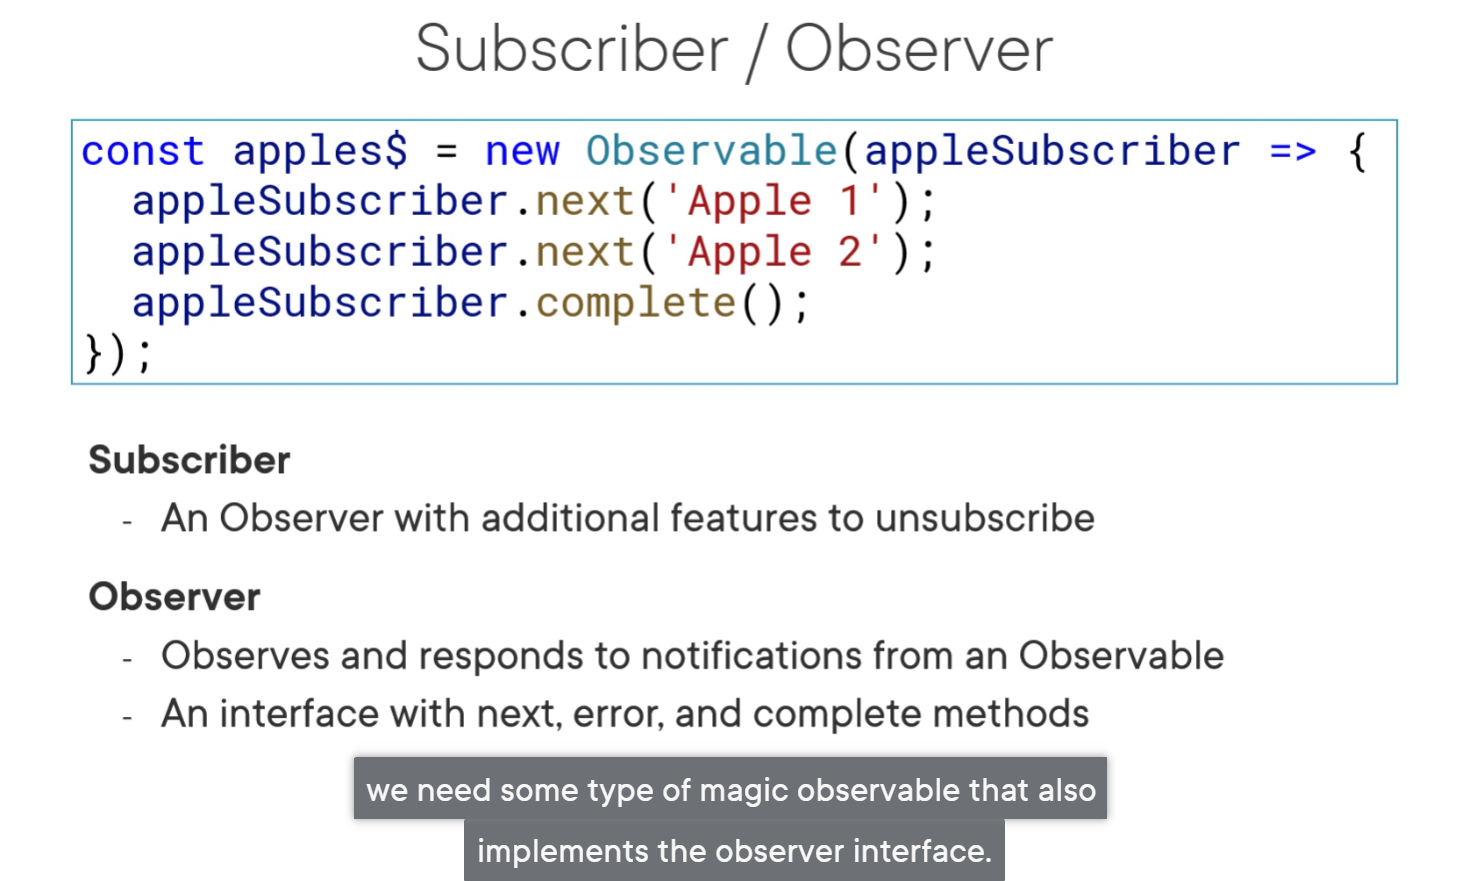 Subscriber / Observer
const apples$ = new Observable(appleSubscriber => {
  appleSubscriber.next('Apple 1');
  appleSubscriber.next('Apple 2');
  appleSubscriber.complete();
});
Subscriber
- An Observer with additional features to unsubscribe
Observer
- Observes and responds to notifications from an Observable
- An interface with next, error, and complete methods
we need some type of magic observable that also
implements the observer interface.